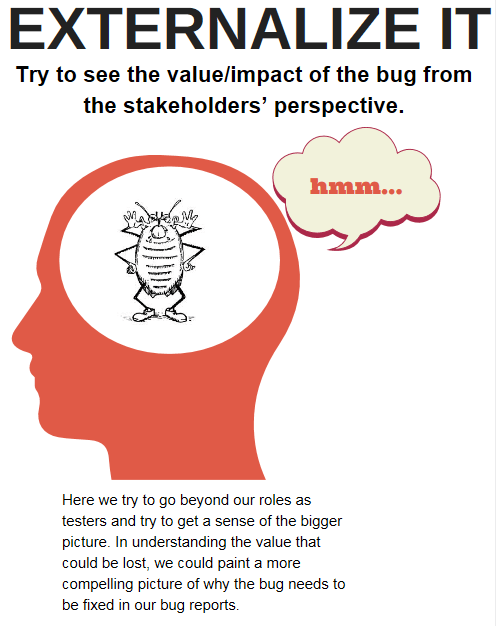 EXTERNALIZE IT
Try to see the value/impact of the bug from
the stakeholders’ perspective.
hmm...
Here we try to go beyond our roles as
testers and try to get a sense of the bigger
picture. In understanding the value that
could be lost, we could paint a more
compelling picture of why the bug needs to
be fixed in our bug reports.